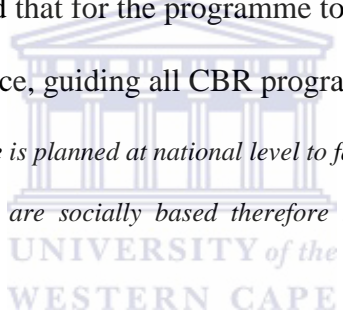 d that for the programme to
ce, guiding all CBR progra
e is planned at national level to f
are socially based therefore
UNIVERSITY of the
WESTERN CAPE